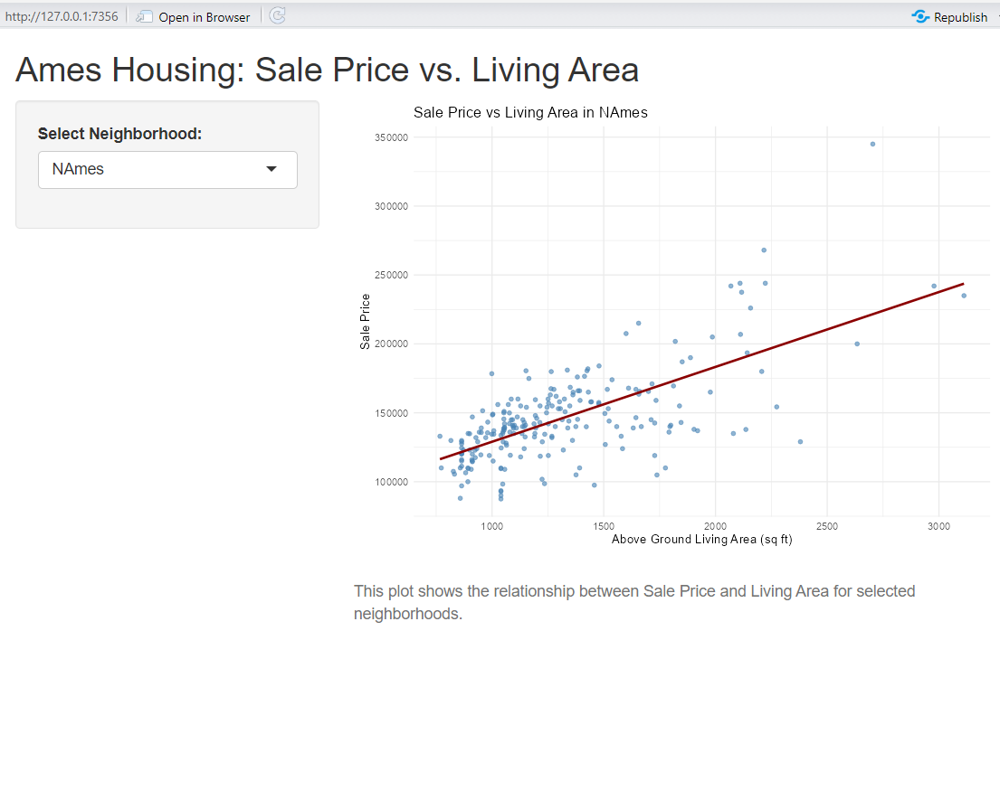 http://127.0.0.1:7356 Open in Browser Republish
Ames Housing: Sale Price vs. Living Area
Select Neighborhood:
NAmes
Sale Price vs Living Area in NAmes
350000
300000
250000
200000
150000
100000
Sale Price
1000 1500 2000 2500 3000
Above Ground Living Area (sq ft)
This plot shows the relationship between Sale Price and Living Area for selected
neighborhoods.